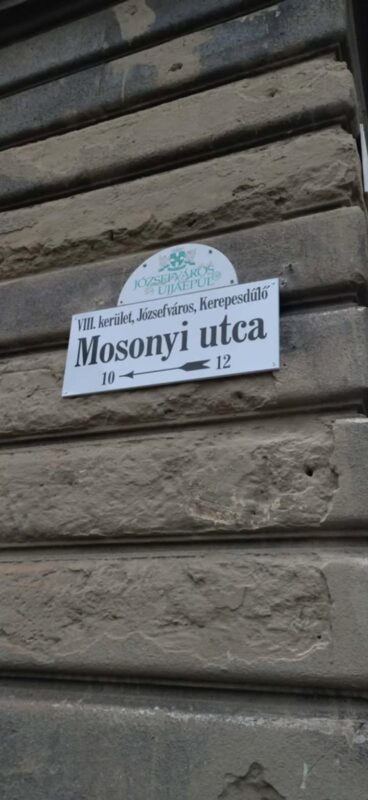 JÓZSEFVÁROS
ÚJJÁÉPÜL
VIII. kerület, Józsefváros, Kerepesdűlő
Mosonyi utca
10 12